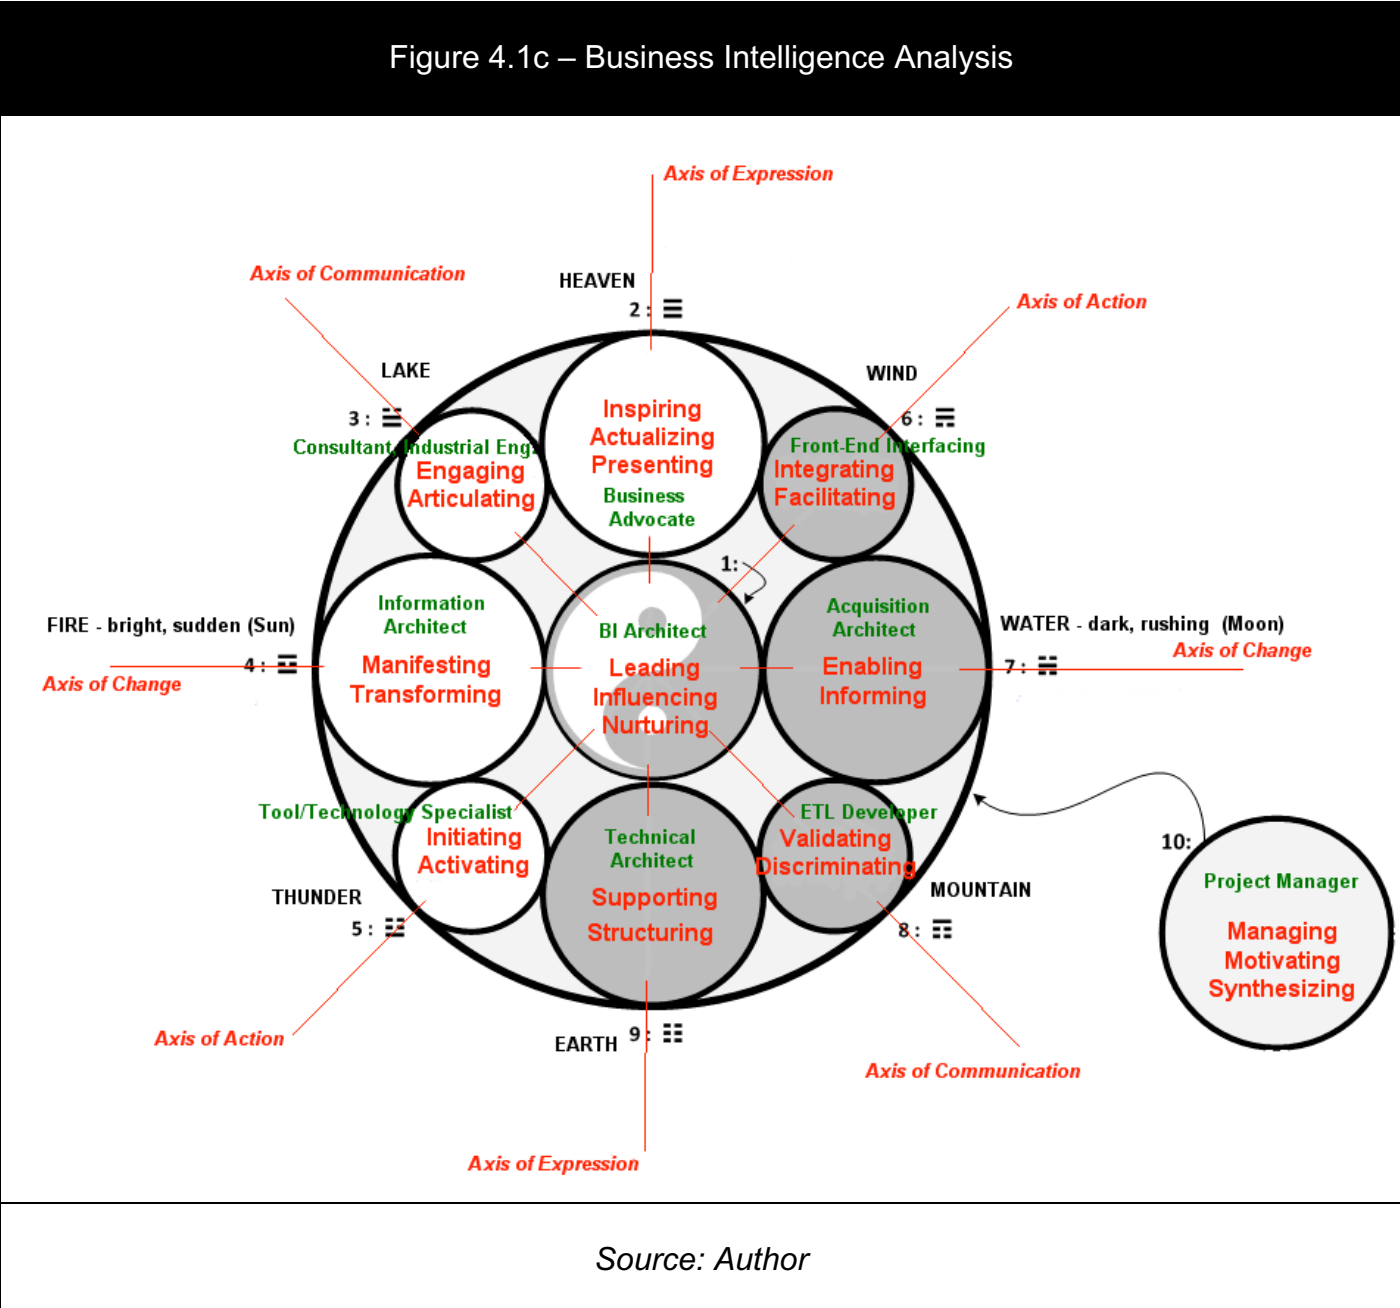 Figure 4.1c – Business Intelligence Analysis
Axis of Expression
Axis of Communication
HEAVEN
2 : ☰
Axis of Action
LAKE
3 : ☱
WIND
6 : ☴
Consultant, Industrial Eng.
Engaging
Articulating
Inspiring
Actualizing
Presenting
Business
Advocate
Front-End Interfacing
Integrating
Facilitating
1:
FIRE - bright, sudden (Sun)
4 : ☲
Axis of Change
Information
Architect
Manifesting
Transforming
BI Architect
Leading
Influencing
Nurturing
Acquisition
Architect
Enabling
Informing
WATER - dark, rushing (Moon)
Axis of Change
7 : ☵
Tool/Technology Specialist
Initiating
Activating
THUNDER
5 : ☳
Axis of Action
Technical
Architect
Supporting
Structuring
ETL Developer
Validating
Discriminating
MOUNTAIN
8 : ☶
Axis of Communication
10:
Project Manager
Managing
Motivating
Synthesizing
EARTH
9 : ☷
Axis of Expression
Source: Author